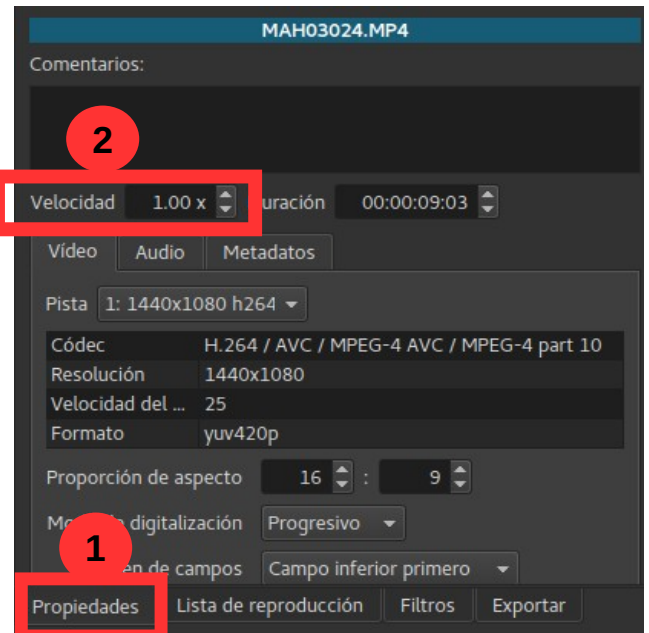 MAH03024.MP4
Comentarios:
2
Velocidad 1.00 x uración 00:00:09:03
Vídeo Audio Metadatos
Pista 1: 1440x1080 h264
Códec H.264 / AVC / MPEG-4 AVC / MPEG-4 part 10
Resolución 1440x1080
Velocidad del ... 25
Formato yuv420p
Proporción de aspecto 16 : 9
digitalización Progresivo
1
en de campos Campo inferior primero
Propiedades Lista de reproducción Filtros Exportar